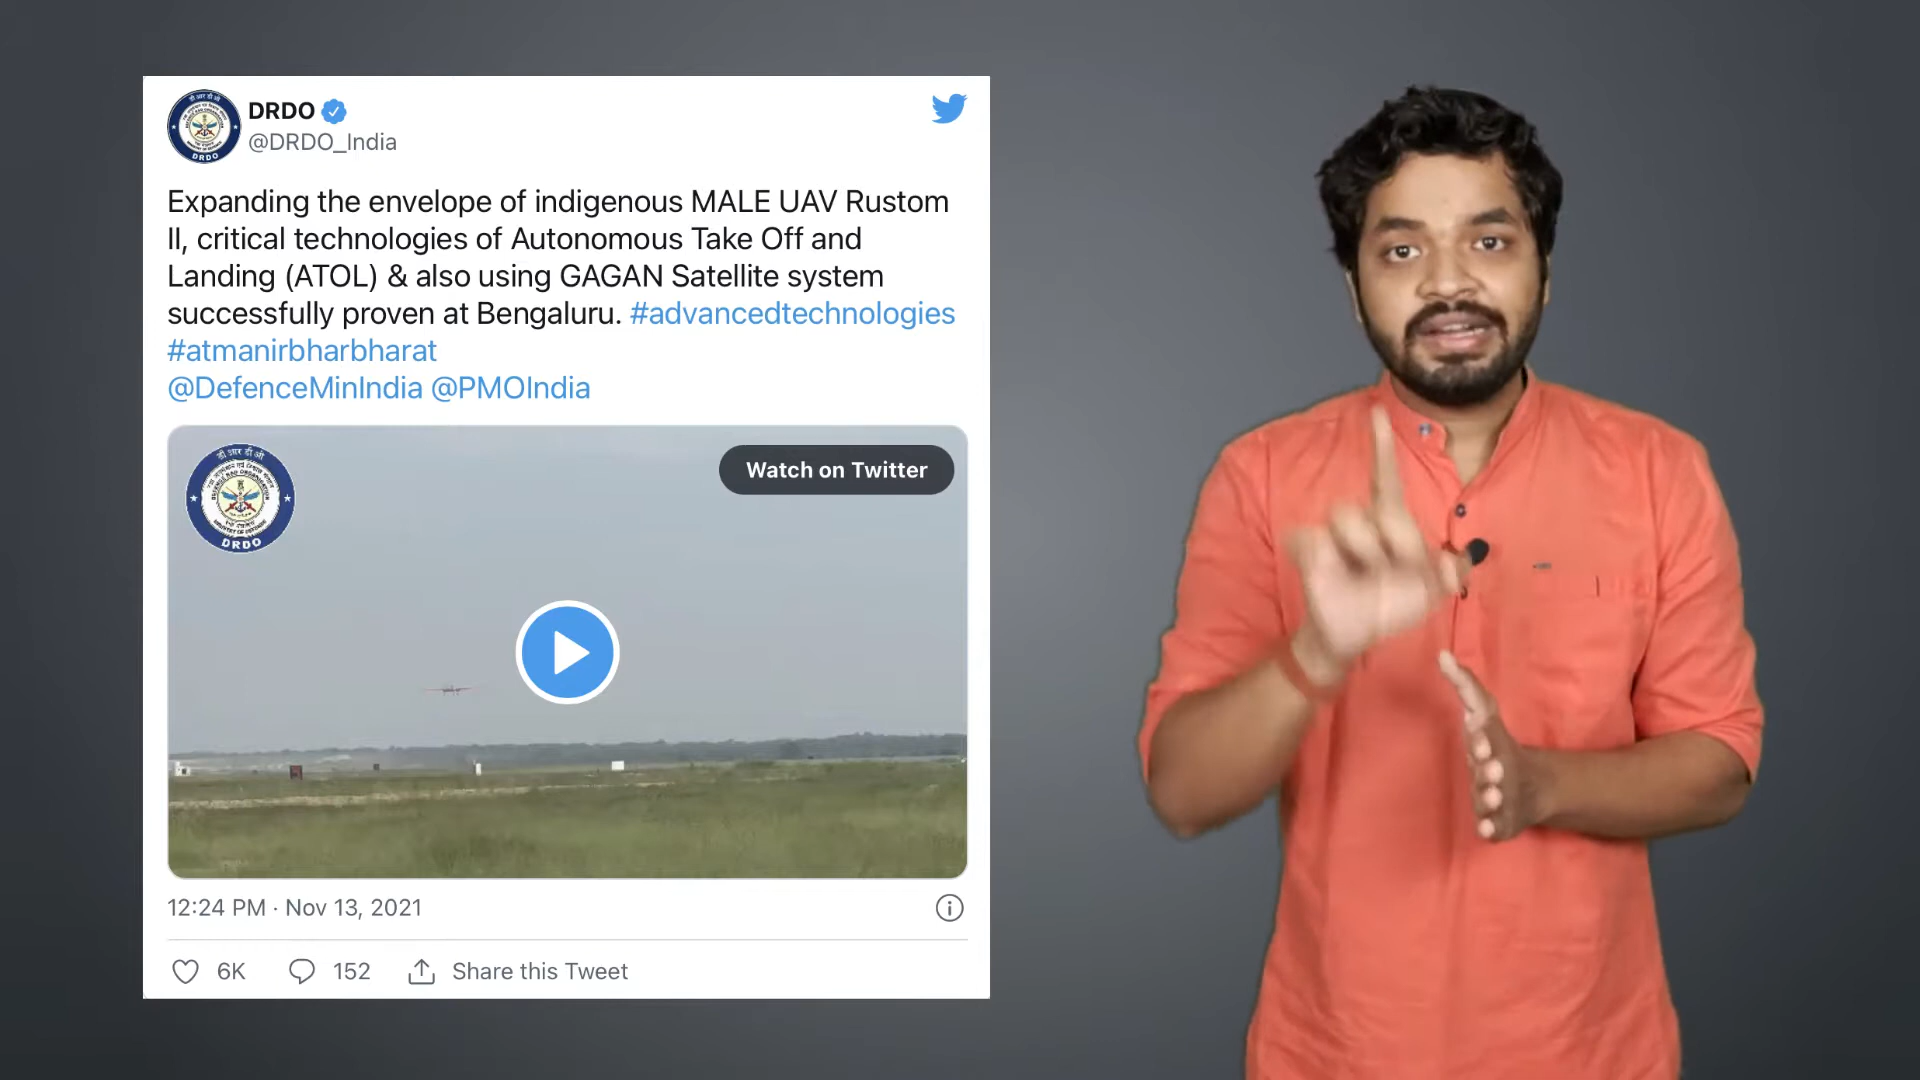 DRDO
@DRDO_India
Expanding the envelope of indigenous MALE UAV Rustom
II, critical technologies of Autonomous Take Off and
Landing (ATOL) & also using GAGAN Satellite system
successfully proven at Bengaluru. #advancedtechnologies
#atmanirbharbharat
@DefenceMinIndia @PMOIndia
डी आर डी ओ
DRDO
Watch on Twitter
12:24 PM · Nov 13, 2021
6K
152
Share this Tweet